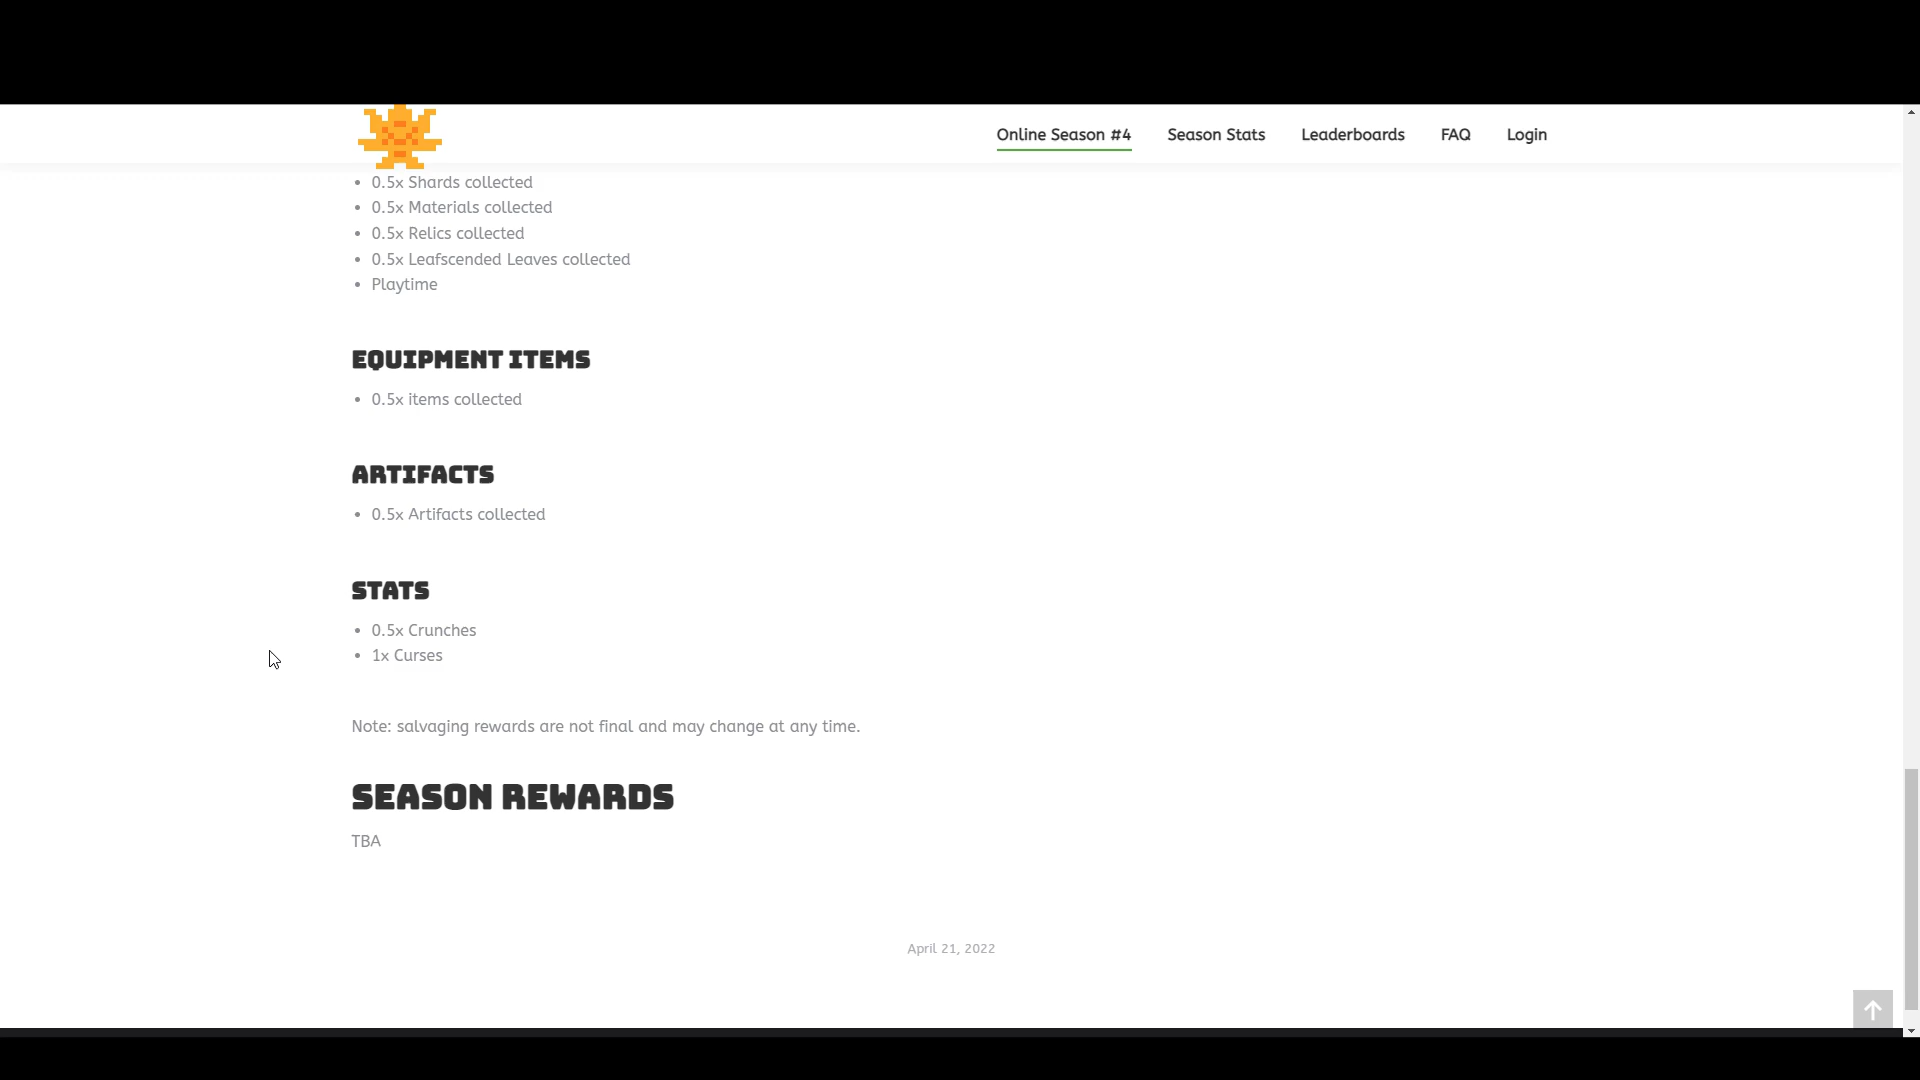 Online Season #4 Season Stats Leaderboards FAQ Login
• 0.5x Shards collected
• 0.5x Materials collected
• 0.5x Relics collected
• 0.5x Leafscended Leaves collected
• Playtime
EQUIPMENT ITEMS
• 0.5x items collected
ARTIFACTS
• 0.5x Artifacts collected
STATS
• 0.5x Crunches
• 1x Curses
Note: salvaging rewards are not final and may change at any time.
SEASON REWARDS
TBA
April 21, 2022